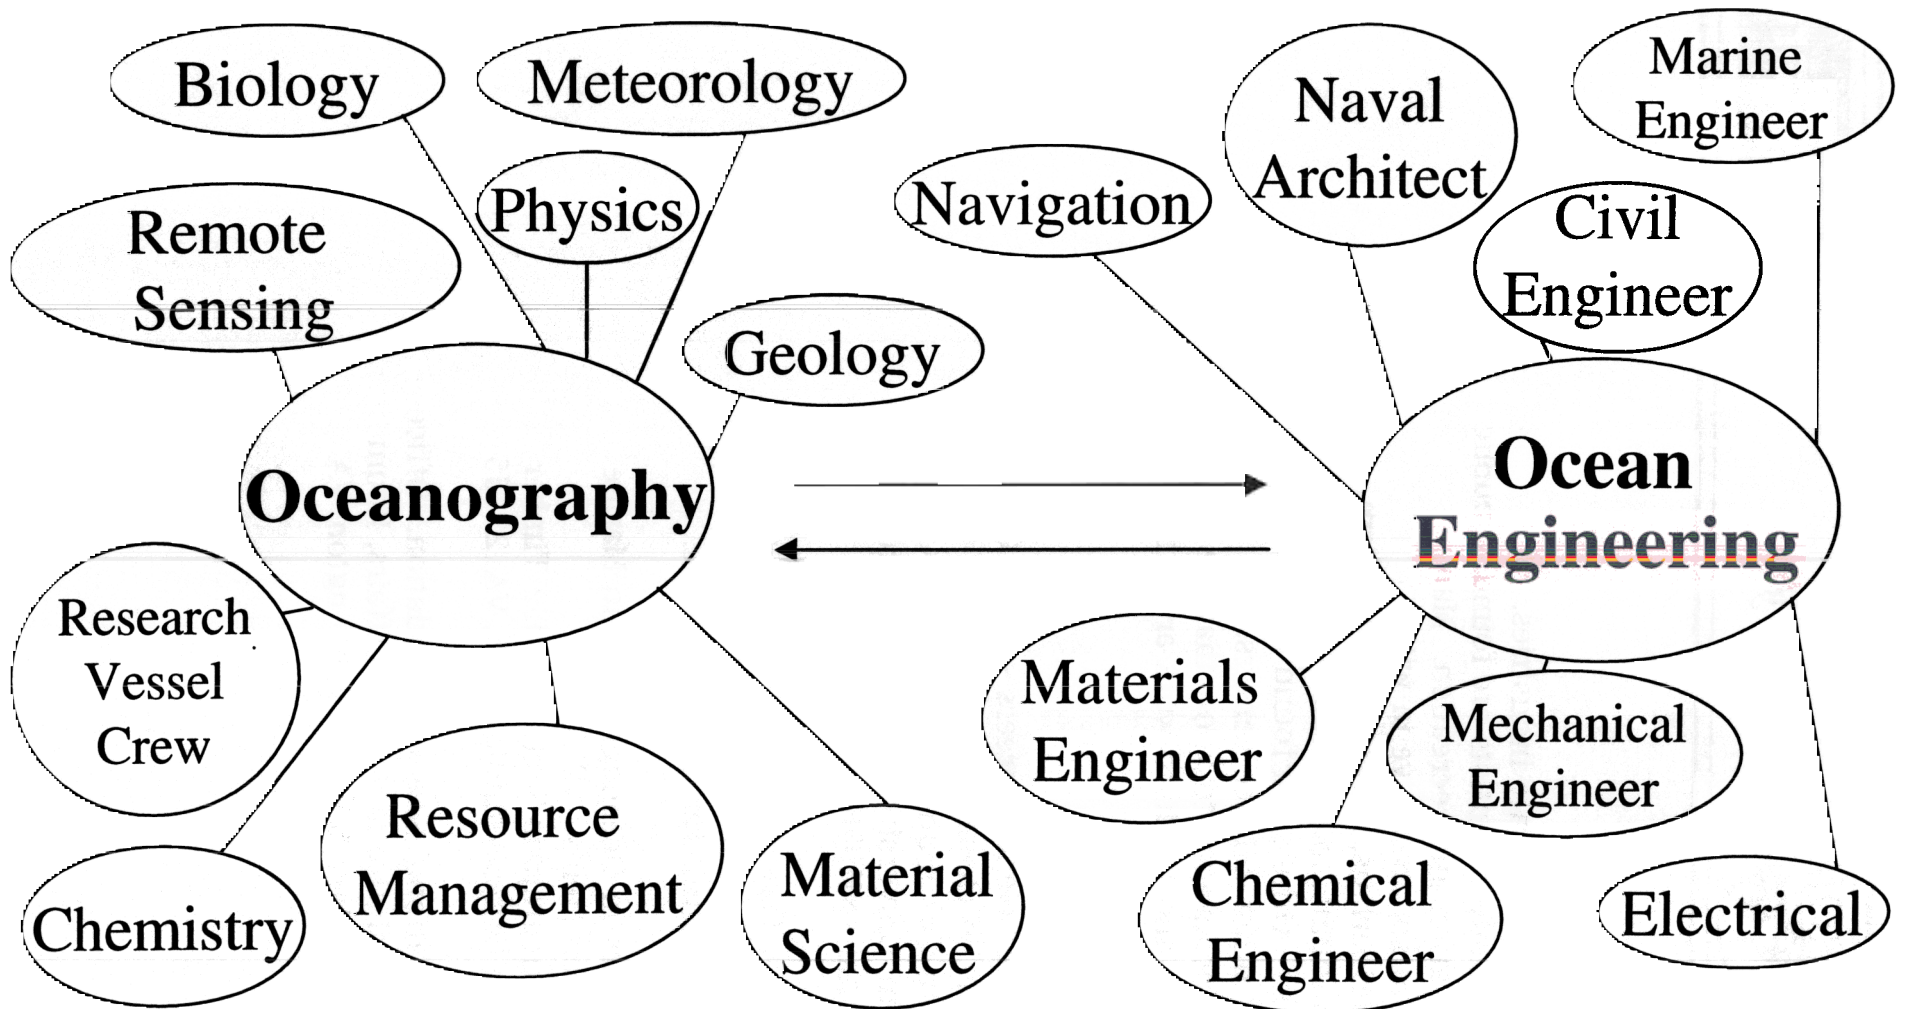 Biology
Meteorology
Physics
Remote
Sensing
Geology
Oceanography
Research
Vessel
Crew
Chemistry
Resource
Management
Material
Science
Navigation
Naval
Architect
Marine
Engineer
Civil
Engineer
Ocean
Engineering
Materials
Engineer
Mechanical
Engineer
Chemical
Engineer
Electrical